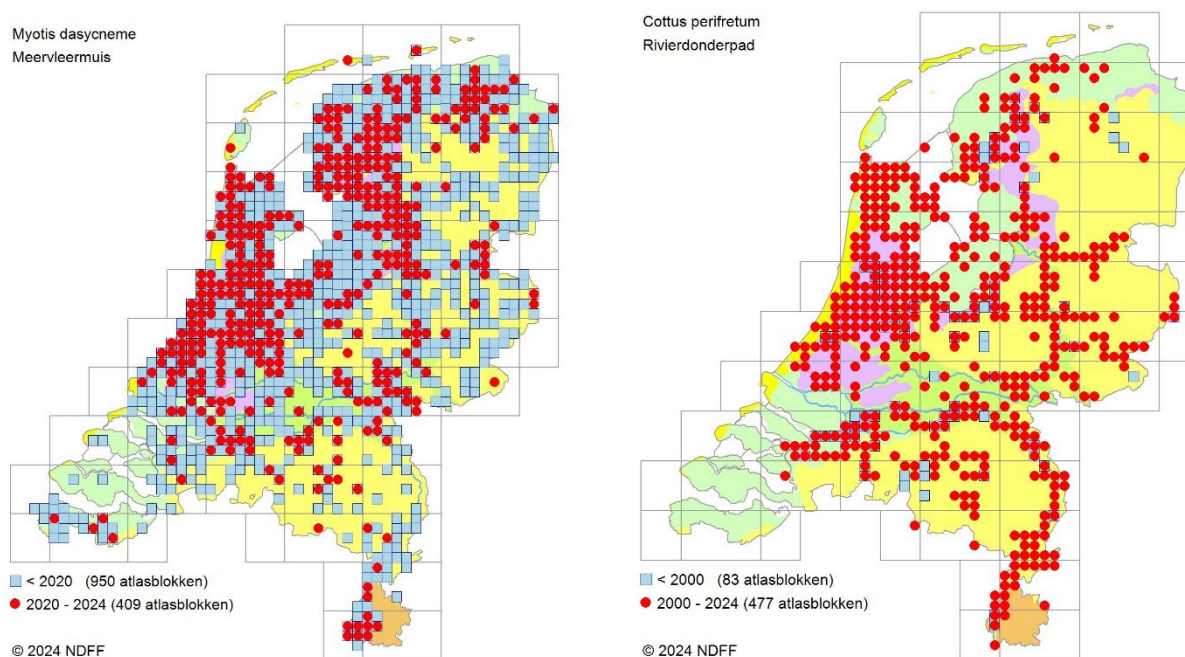 Myotis dasycneme
Meervleermuis
< 2020 (950 atlasblokken)
2020 - 2024 (409 atlasblokken)
© 2024 NDFF
Cottus perifretum
Rivierdonderpad
< 2000 (83 atlasblokken)
2000 - 2024 (477 atlasblokken)
© 2024 NDFF